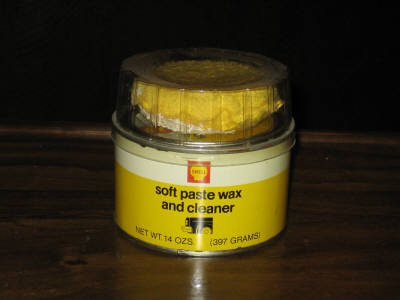 SHELL
soft paste wax
and cleaner
NET WT. 14 OZS. (397 GRAMS)